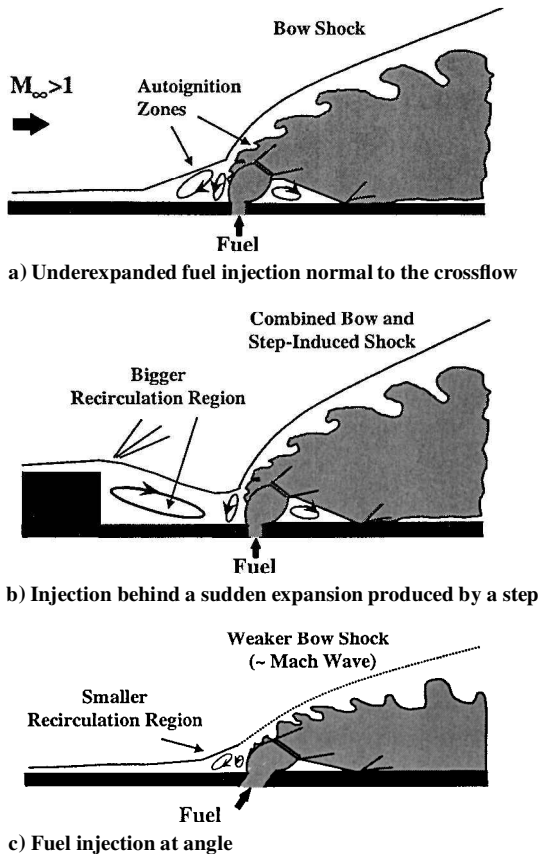 Bow Shock
M∞>1
Autoignition
Zones
Fuel
a) Underexpanded fuel injection normal to the crossflow
Combined Bow and
Step-Induced Shock
Bigger
Recirculation Region
Fuel
b) Injection behind a sudden expansion produced by a step
Weaker Bow Shock
(~ Mach Wave)
Smaller
Recirculation Region
Fuel
c) Fuel injection at angle